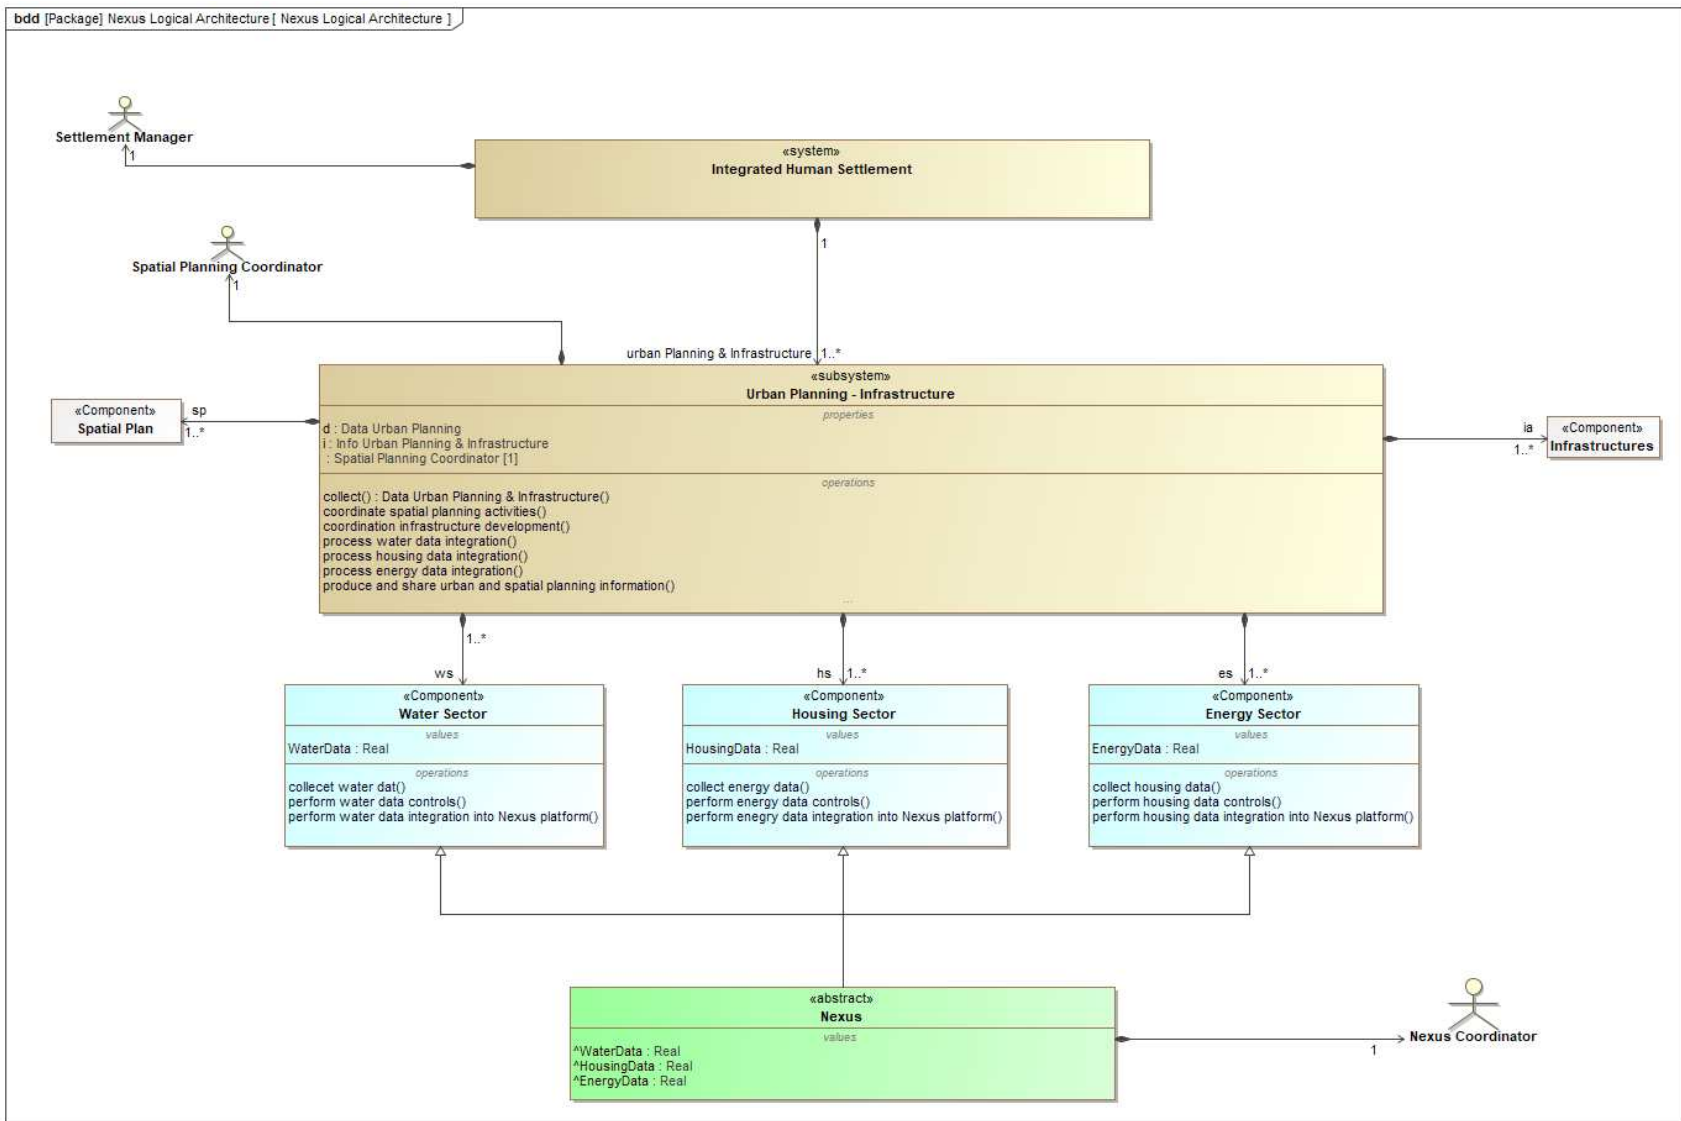 bdd [Package] Nexus Logical Architecture [ Nexus Logical Architecture ]
Settlement Manager
1
«system»
Integrated Human Settlement
1
Spatial Planning Coordinator
1
urban Planning & Infrastructure 1..*
«subsystem»
Urban Planning - Infrastructure
properties
d : Data Urban Planning
i : Info Urban Planning & Infrastructure
: Spatial Planning Coordinator [1]
operations
collect() : Data Urban Planning & Infrastructure()
coordinate spatial planning activities()
coordination infrastructure development()
process water data integration()
process housing data integration()
process energy data integration()
produce and share urban and spatial planning information()
...
«Component»
Spatial Plan
sp
1..*
ia
1..*
«Component»
Infrastructures
1..*
ws
hs 1..*
es 1..*
«Component»
Water Sector
values
WaterData : Real
operations
collecet water dat()
perform water data controls()
perform water data integration into Nexus platform()
«Component»
Housing Sector
values
HousingData : Real
operations
collect energy data()
perform energy data controls()
perform enegry data integration into Nexus platform()
«Component»
Energy Sector
values
EnergyData : Real
operations
collect housing data()
perform housing data controls()
perform housing data integration into Nexus platform()
«abstract»
Nexus
values
^WaterData : Real
^HousingData : Real
^EnergyData : Real
1
Nexus Coordinator